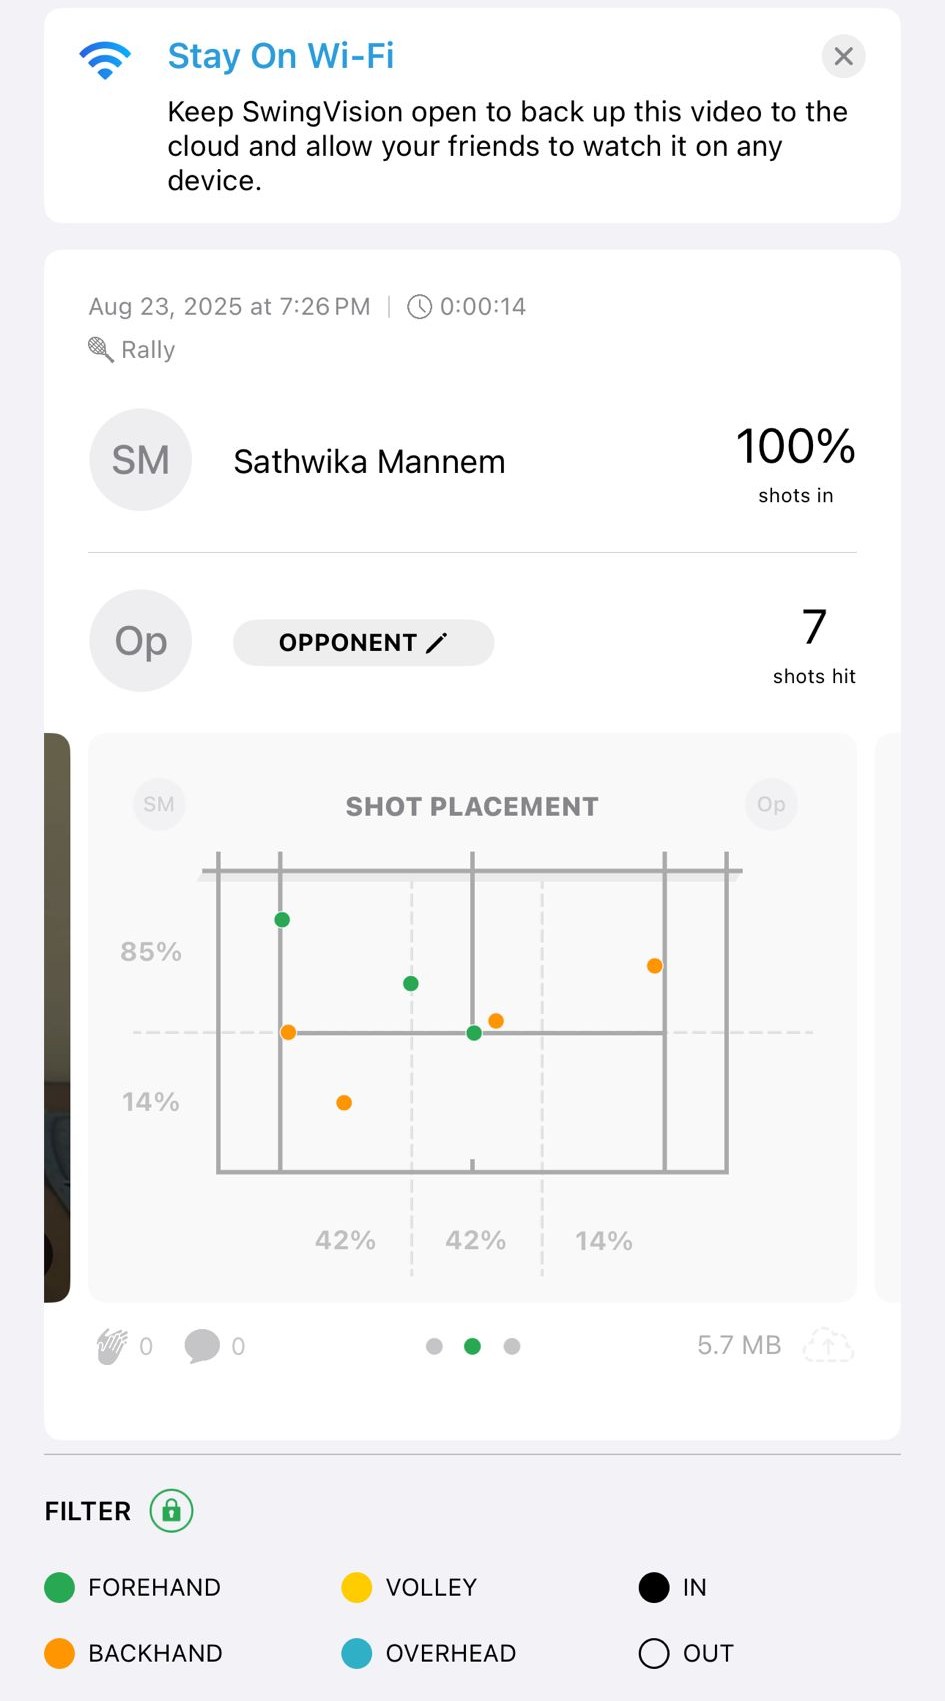 Stay On Wi-Fi
Keep SwingVision open to back up this video to the
cloud and allow your friends to watch it on any
device.
Aug 23, 2025 at 7:26 PM | 0:00:14
Rally
SM Sathwika Mannem 100%
shots in
Op OPPONENT 7
shots hit
SM SHOT PLACEMENT Op
85%
14%
42% 42% 14%
0 0 5.7 MB
FILTER
FOREHAND VOLLEY IN
BACKHAND OVERHEAD OUT